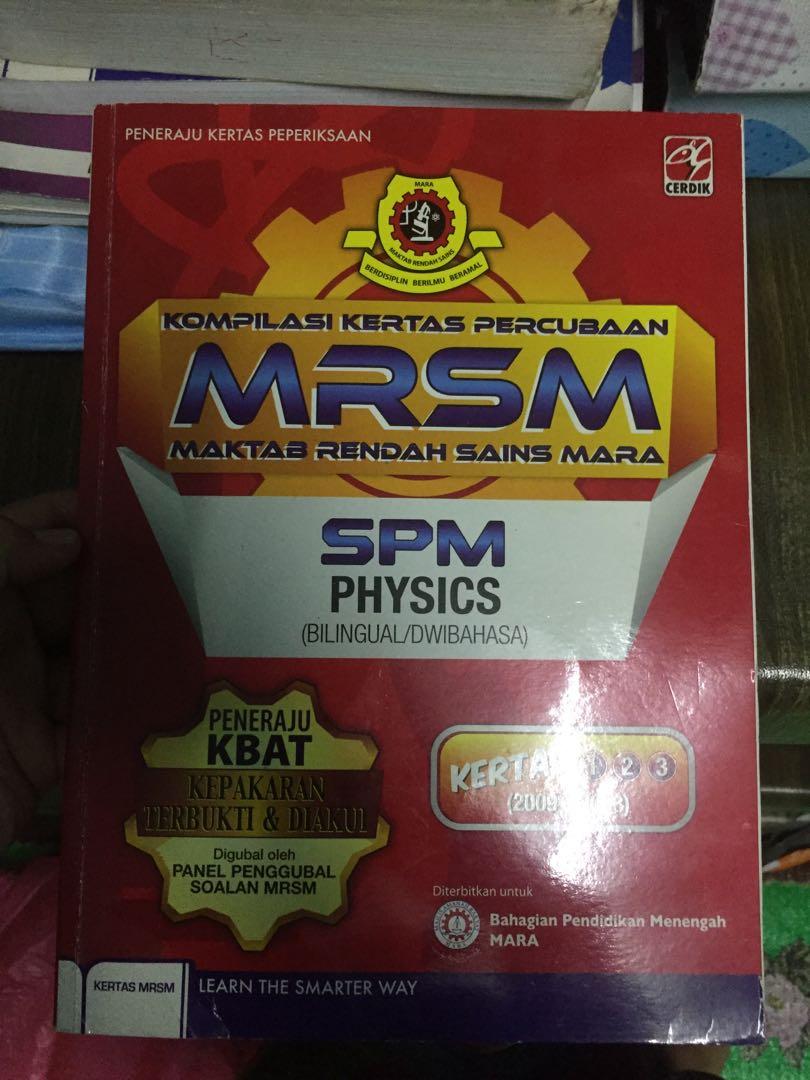 PENERAJU KERTAS PEPERIKSAAN
CERDIK
MARA
MAKTAB RENDAH SAINS
BERDISIPLIN BERILMU BERAMAL
KOMPILASI KERTAS PERCUBAAN
MRSM
MAKTAB RENDAH SAINS MARA
SPM
PHYSICS
(BILINGUAL/DWIBAHASA)
PENERAJU
KBAT
KEPAKARAN
TERBUKTI & DIAKUI
Digubal oleh
PANEL PENGGUBAL
SOALAN MRSM
KERTAS 1 2 3
Diterbitkan untuk
Bahagian Pendidikan Menengah
MARA
KERTAS MRSM
LEARN THE SMARTER WAY